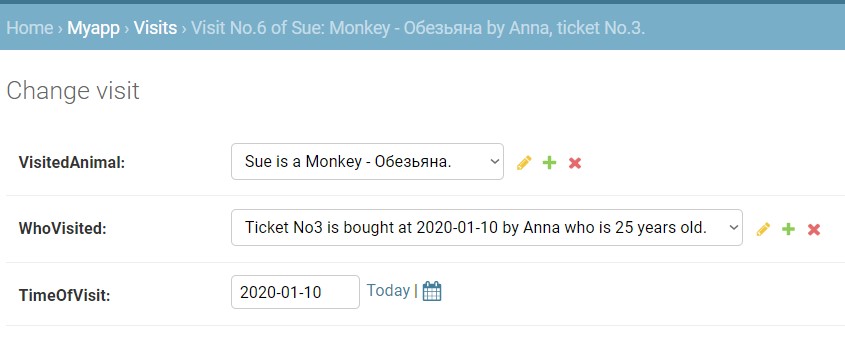 Home › Myapp › Visits › Visit No.6 of Sue: Monkey - Обезьяна by Anna, ticket No.3.
Change visit
VisitedAnimal: Sue is a Monkey - Обезьяна.
WhoVisited: Ticket No3 is bought at 2020-01-10 by Anna who is 25 years old.
TimeOfVisit: 2020-01-10 Today |